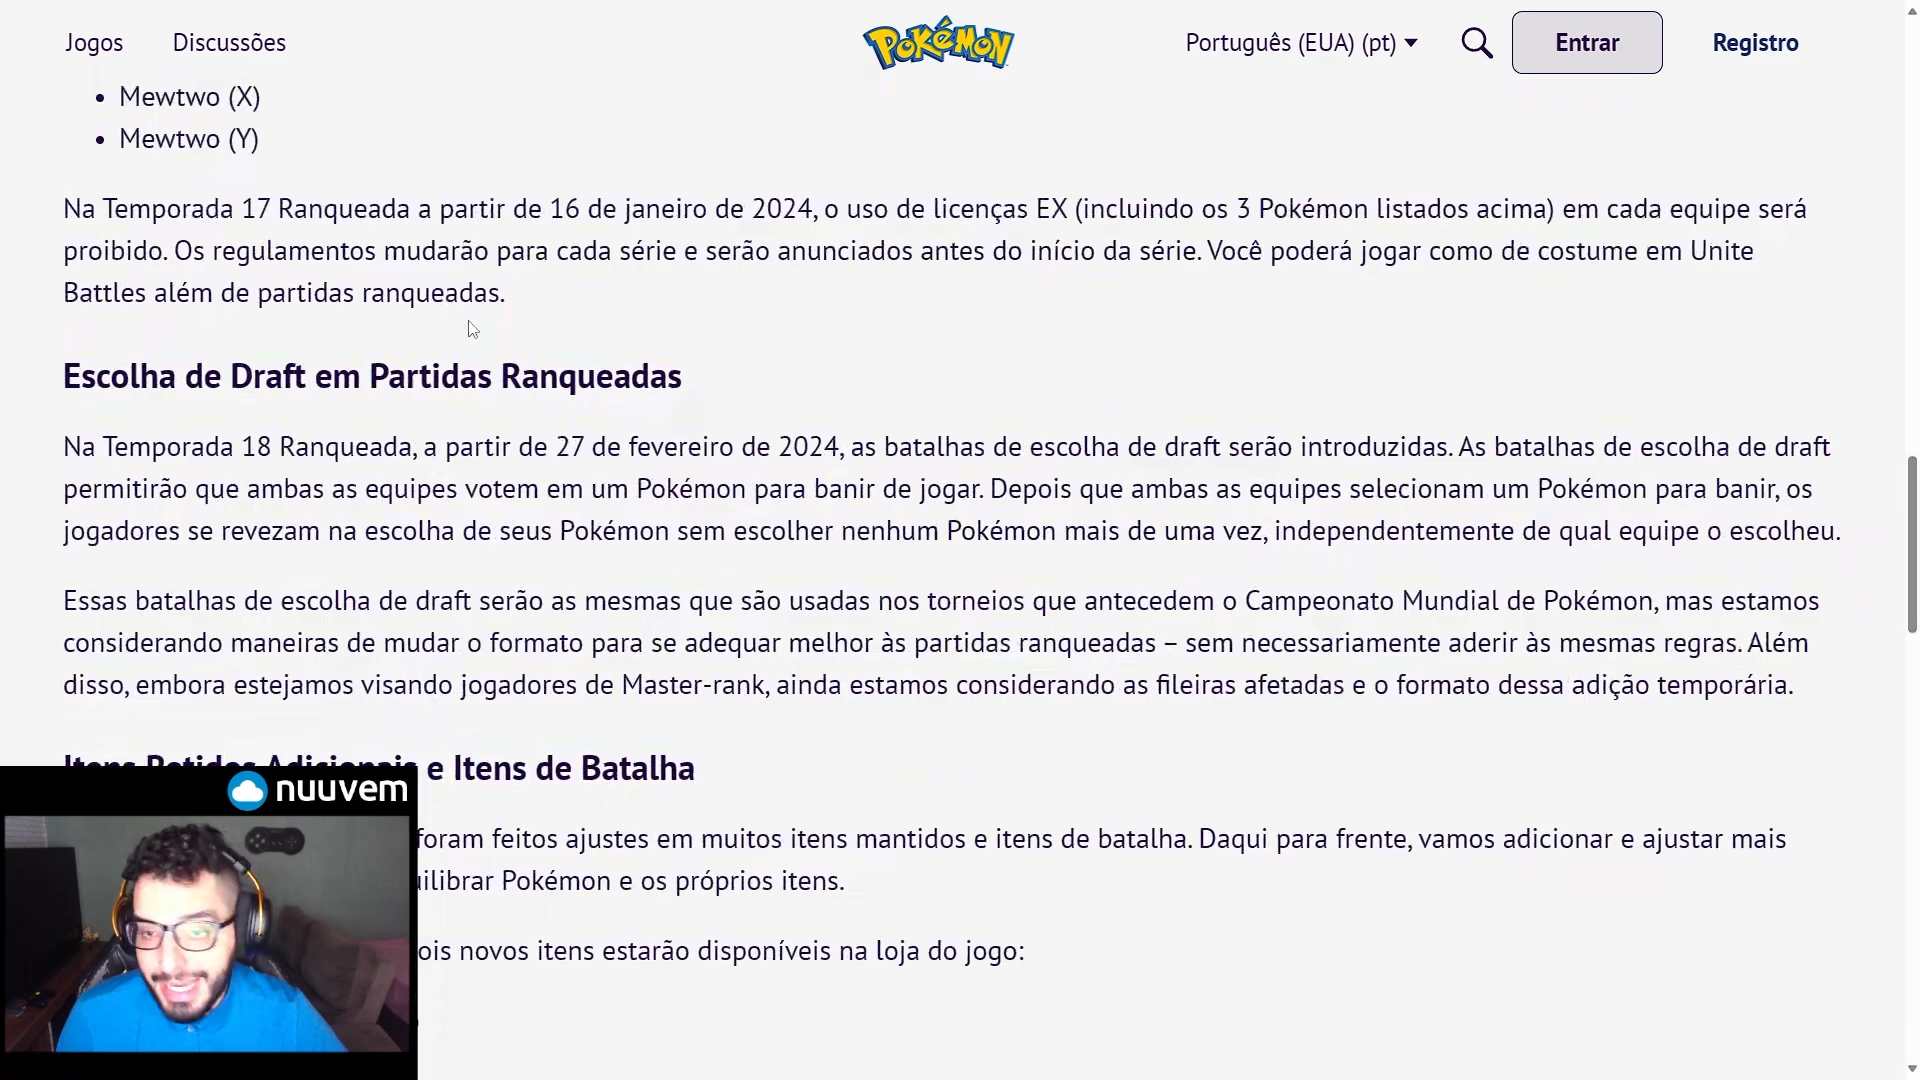 Jogos
Discussões
POKÉMON
Português (EUA) (pt)
Entrar
Registro
• Mewtwo (X)
• Mewtwo (Y)
Na Temporada 17 Ranqueada a partir de 16 de janeiro de 2024, o uso de licenças EX (incluindo os 3 Pokémon listados acima) em cada equipe será
proibido. Os regulamentos mudarão para cada série e serão anunciados antes do início da série. Você poderá jogar como de costume em Unite
Battles além de partidas ranqueadas.
Escolha de Draft em Partidas Ranqueadas
Na Temporada 18 Ranqueada, a partir de 27 de fevereiro de 2024, as batalhas de escolha de draft serão introduzidas. As batalhas de escolha de draft
permitirão que ambas as equipes votem em um Pokémon para banir de jogar. Depois que ambas as equipes selecionam um Pokémon para banir, os
jogadores se revezam na escolha de seus Pokémon sem escolher nenhum Pokémon mais de uma vez, independentemente de qual equipe o escolheu.
Essas batalhas de escolha de draft serão as mesmas que são usadas nos torneios que antecedem o Campeonato Mundial de Pokémon, mas estamos
considerando maneiras de mudar o formato para se adequar melhor às partidas ranqueadas – sem necessariamente aderir às mesmas regras. Além
disso, embora estejamos visando jogadores de Master-rank, ainda estamos considerando as fileiras afetadas e o formato dessa adição temporária.
Itens Retidos Adicionais e Itens de Batalha
nuuvem
foram feitos ajustes em muitos itens mantidos e itens de batalha. Daqui para frente, vamos adicionar e ajustar mais
uilibrar Pokémon e os próprios itens.
ois novos itens estarão disponíveis na loja do jogo: